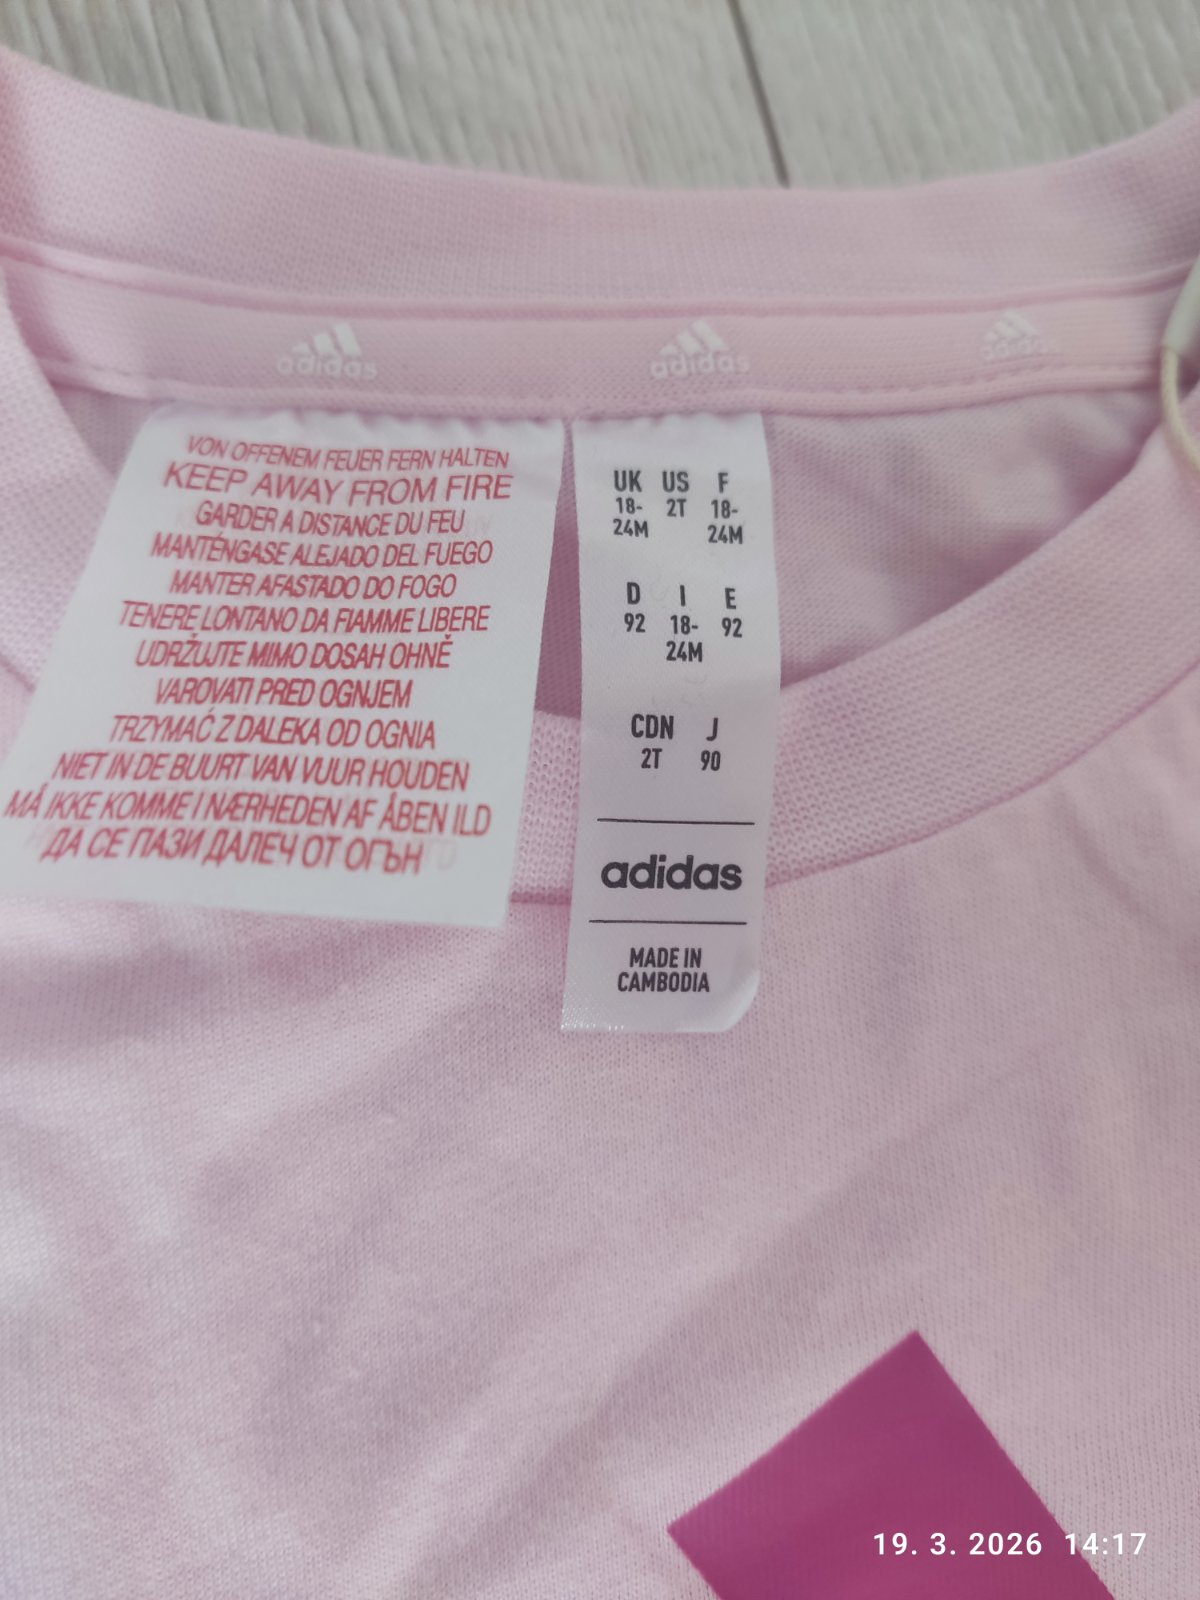 adidas
adidas
adidas
VON OFFENEM FEUER FERN HALTEN
KEEP AWAY FROM FIRE
GARDER A DISTANCE DU FEU
MANTÉNGASE ALEJADO DEL FUEGO
MANTER AFASTADO DO FOGO
TENERE LONTANO DA FIAMME LIBERE
UDRŽUJTE MIMO DOSAH OHNĚ
VAROVATI PRED OGNJEM
TRZYMAĆ Z DALEKA OD OGNIA
NIET IN DE BUURT VAN VUUR HOUDEN
MÅ IKKE KOMME I NÆRHEDEN AF ÅBEN ILD
ДА СЕ ПАЗИ ДАЛЕЧ ОТ ОГЪН
UK US F
18- 2T 18-
24M 24M
D I E
92 18- 92
24M
CDN J
2T 90
adidas
MADE IN
CAMBODIA
19. 3. 2026 14:17